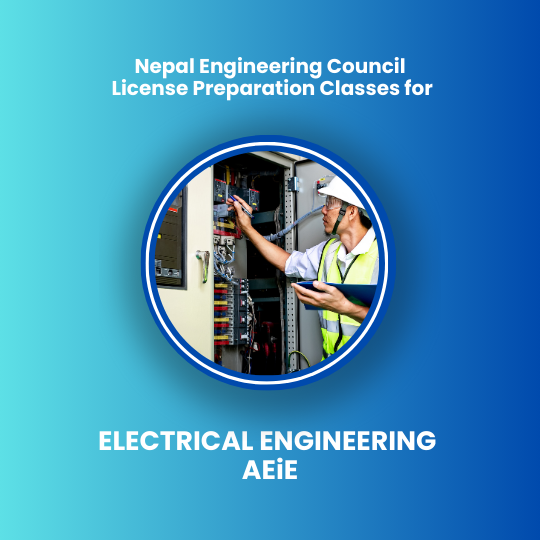 Nepal Engineering Council
License Preparation Classes for
ELECTRICAL ENGINEERING
AEiE